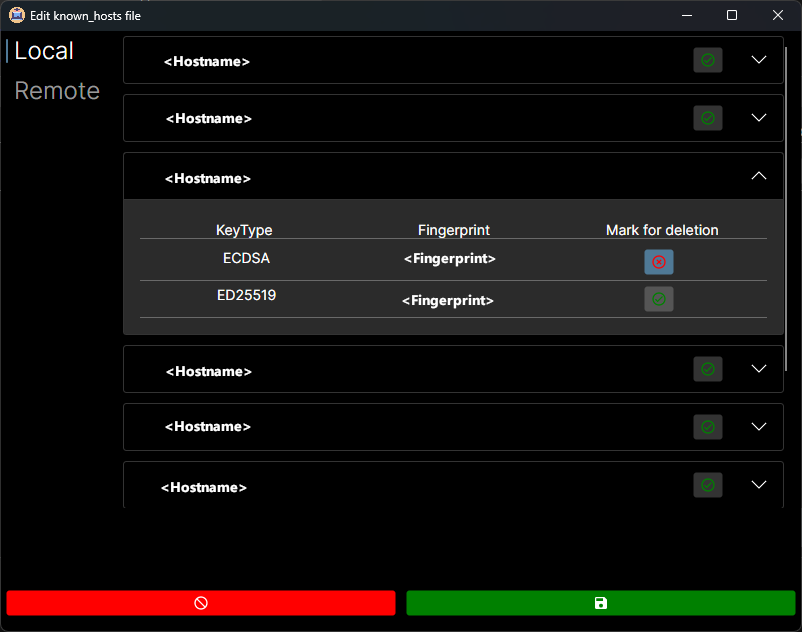 Edit known_hosts file
Local
Remote
<Hostname>
<Hostname>
<Hostname>
KeyType Fingerprint Mark for deletion
ECDSA <Fingerprint>
ED25519 <Fingerprint>
<Hostname>
<Hostname>
<Hostname>